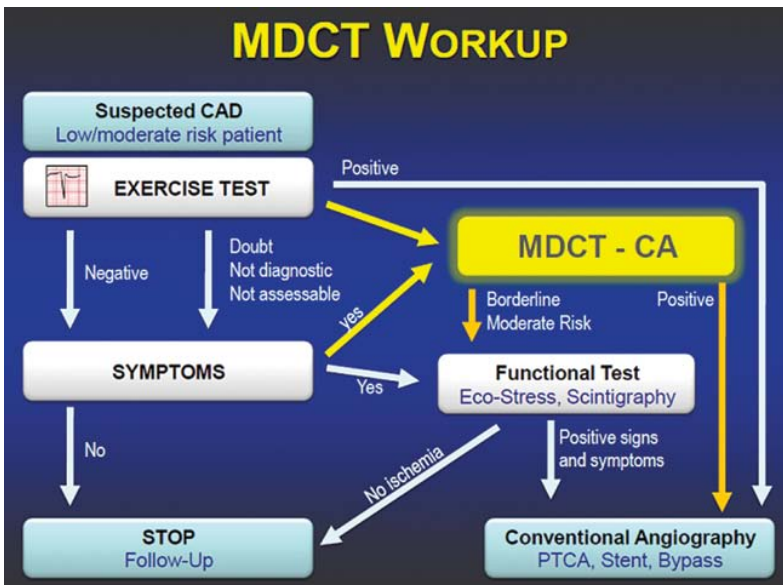 MDCT WORKUP
Suspected CAD
Low/moderate risk patient
EXERCISE TEST
Positive
MDCT - CA
Negative
Doubt
Not diagnostic
Not assessable
yes
Borderline
Moderate Risk
Positive
SYMPTOMS
Yes
Functional Test
Eco-Stress, Scintigraphy
No
No ischemia
Positive signs
and symptoms
STOP
Follow-Up
Conventional Angiography
PTCA, Stent, Bypass